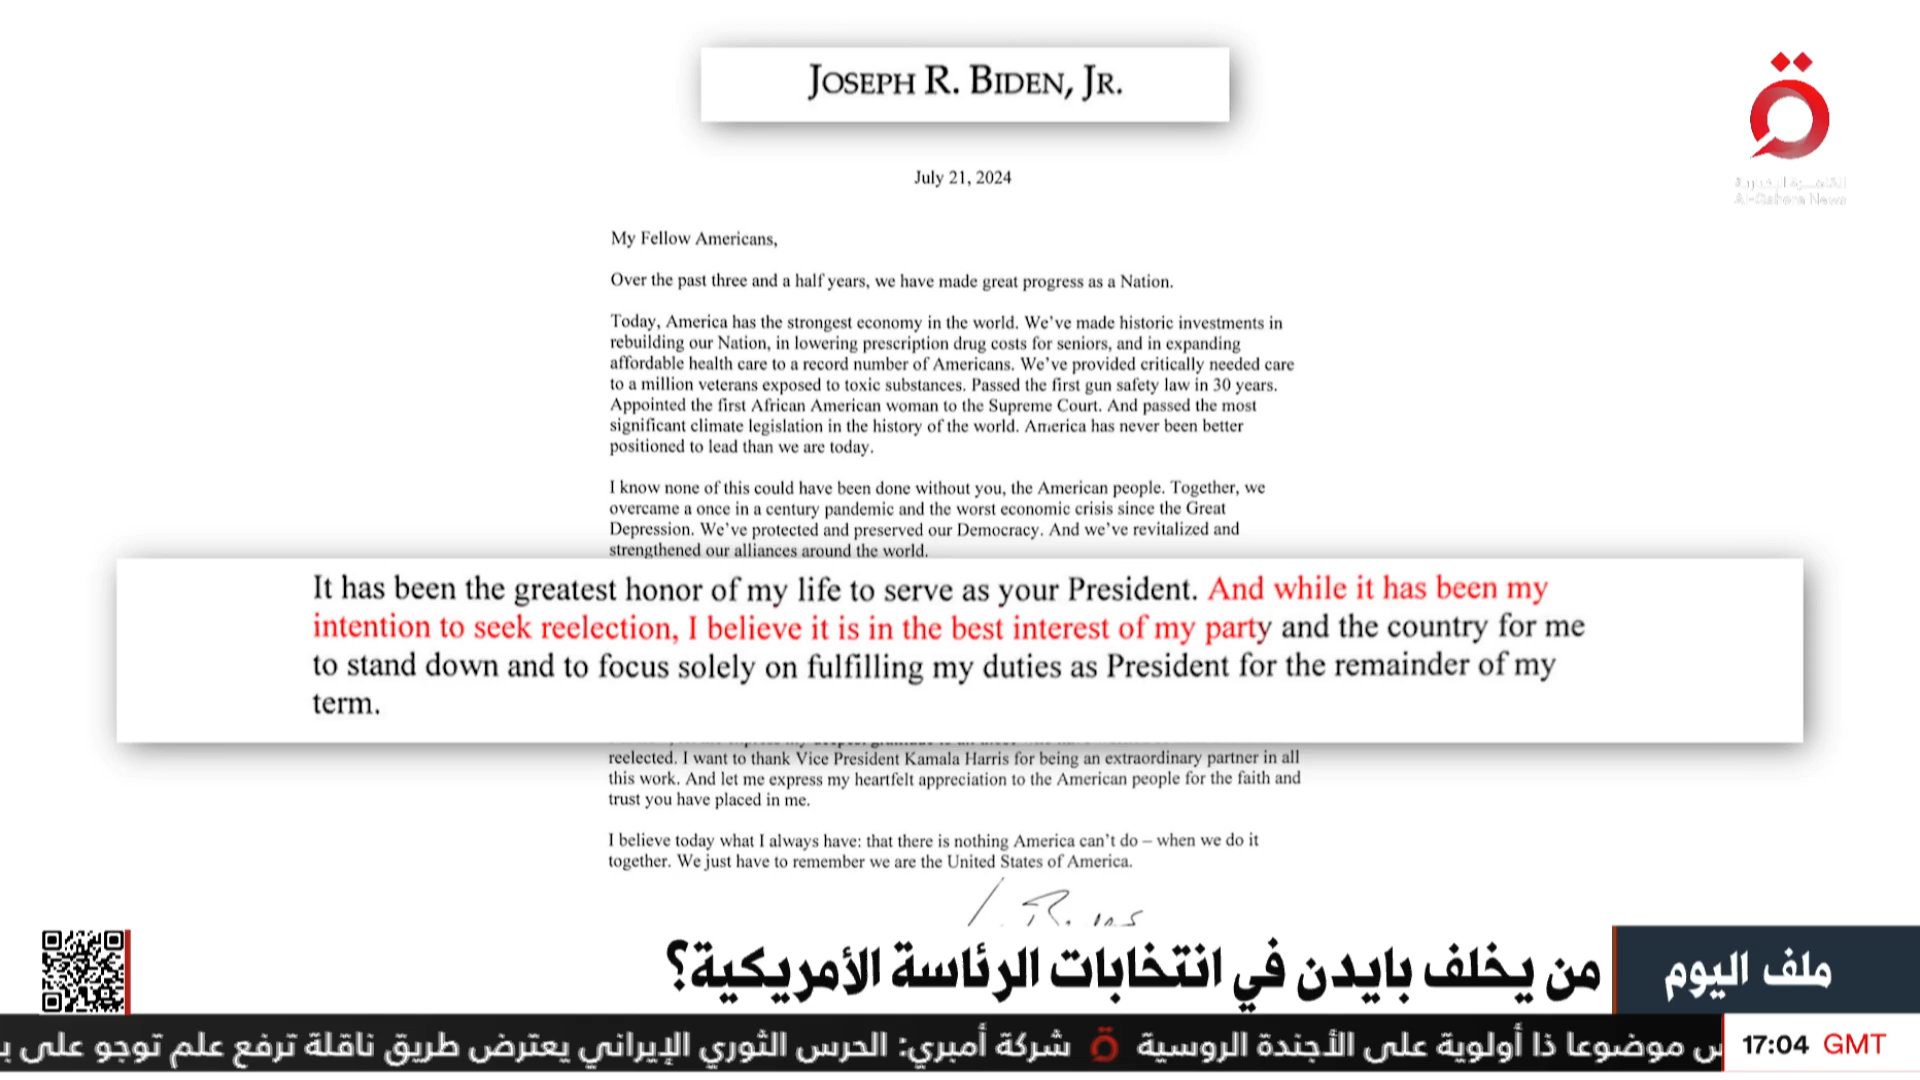 JOSEPH R. BIDEN, JR.
القاهرة الإخبارية
Al-Qahera News
July 21, 2024
My Fellow Americans,
Over the past three and a half years, we have made great progress as a Nation.
Today, America has the strongest economy in the world. We've made historic investments in
rebuilding our Nation, in lowering prescription drug costs for seniors, and in expanding
affordable health care to a record number of Americans. We've provided critically needed care
to a million veterans exposed to toxic substances. Passed the first gun safety law in 30 years.
Appointed the first African American woman to the Supreme Court. And passed the most
significant climate legislation in the history of the world. America has never been better
positioned to lead than we are today.
I know none of this could have been done without you, the American people. Together, we
overcame a once in a century pandemic and the worst economic crisis since the Great
Depression. We've protected and preserved our Democracy. And we've revitalized and
strengthened our alliances around the world.
It has been the greatest honor of my life to serve as your President. And while it has been my
intention to seek reelection, I believe it is in the best interest of my party and the country for me
to stand down and to focus solely on fulfilling my duties as President for the remainder of my
term.
reelected. I want to thank Vice President Kamala Harris for being an extraordinary partner in all
this work. And let me express my heartfelt appreciation to the American people for the faith and
trust you have placed in me.
I believe today what I always have: that there is nothing America can't do – when we do it
together. We just have to remember we are the United States of America.
ملف اليوم
من يخلف بايدن في انتخابات الرئاسة الأمريكية؟
17:04 GMT
موضوعا ذا أولوية على الأجندة الروسية
شركة أمبري: الحرس الثوري الإيراني يعترض طريق ناقلة ترفع علم توجو على